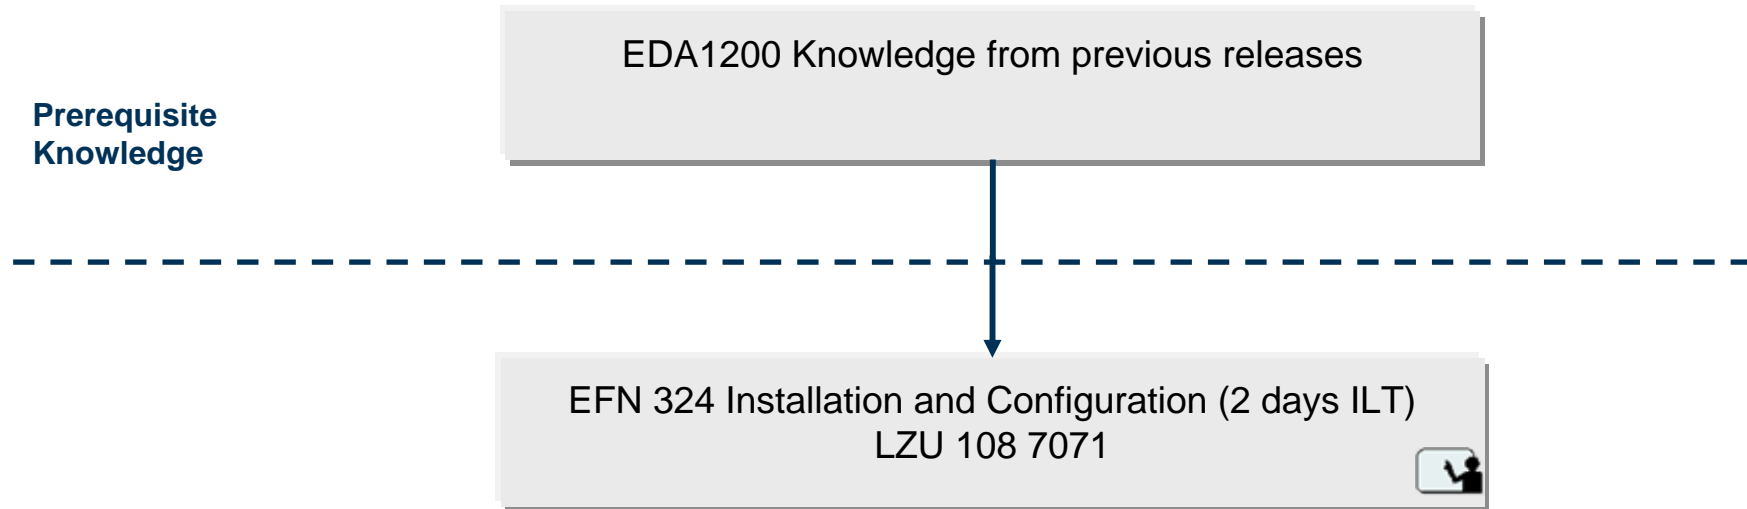 EDA1200 Knowledge from previous releases
Prerequisite
Knowledge
EFN 324 Installation and Configuration (2 days ILT)
LZU 108 7071